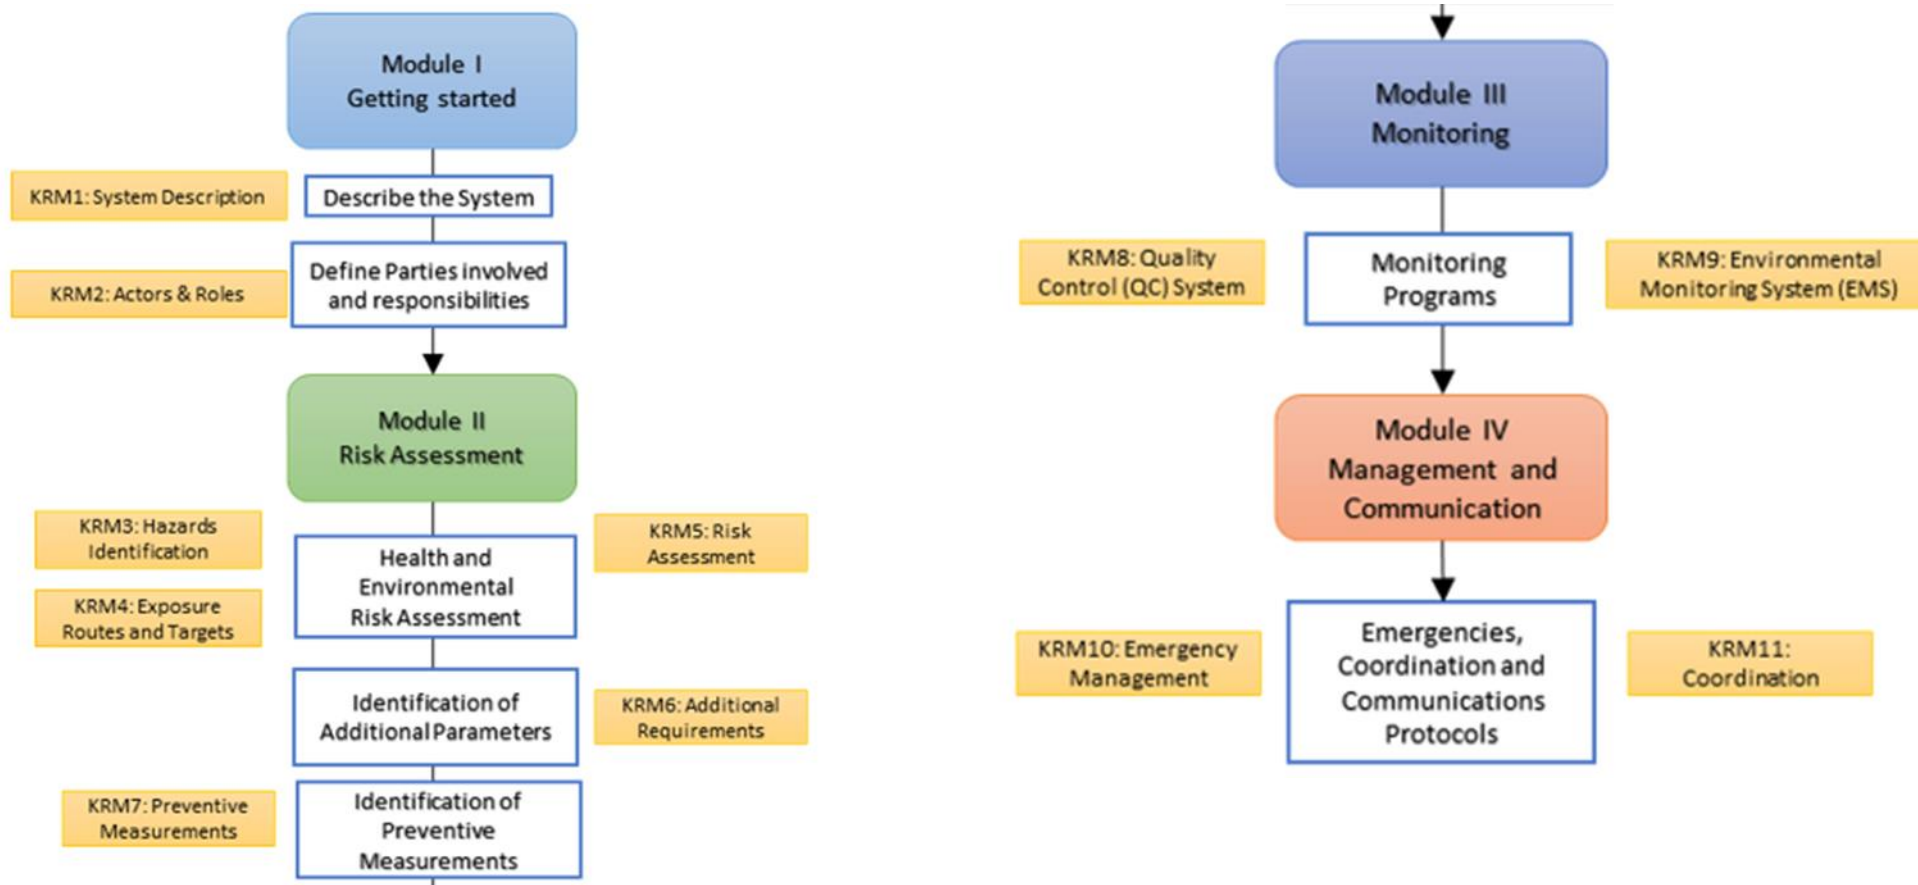 Module I
Getting started
KRM1: System Description
Describe the System
KRM2: Actors & Roles
Define Parties involved
and responsibilities
Module II
Risk Assessment
KRM3: Hazards
Identification
KRM4: Exposure
Routes and Targets
Health and
Environmental
Risk Assessment
KRM5: Risk
Assessment
Identification of
Additional Parameters
KRM6: Additional
Requirements
KRM7: Preventive
Measurements
Identification of
Preventive
Measurements
Module III
Monitoring
KRM8: Quality
Control (QC) System
Monitoring
Programs
KRM9: Environmental
Monitoring System (EMS)
Module IV
Management and
Communication
KRM10: Emergency
Management
Emergencies,
Coordination and
Communications
Protocols
KRM11:
Coordination